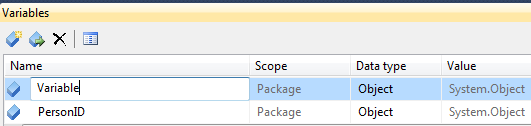 Variables
Name Scope Data type Value
Variable Package Object System.Object
PersonID Package Object System.Object